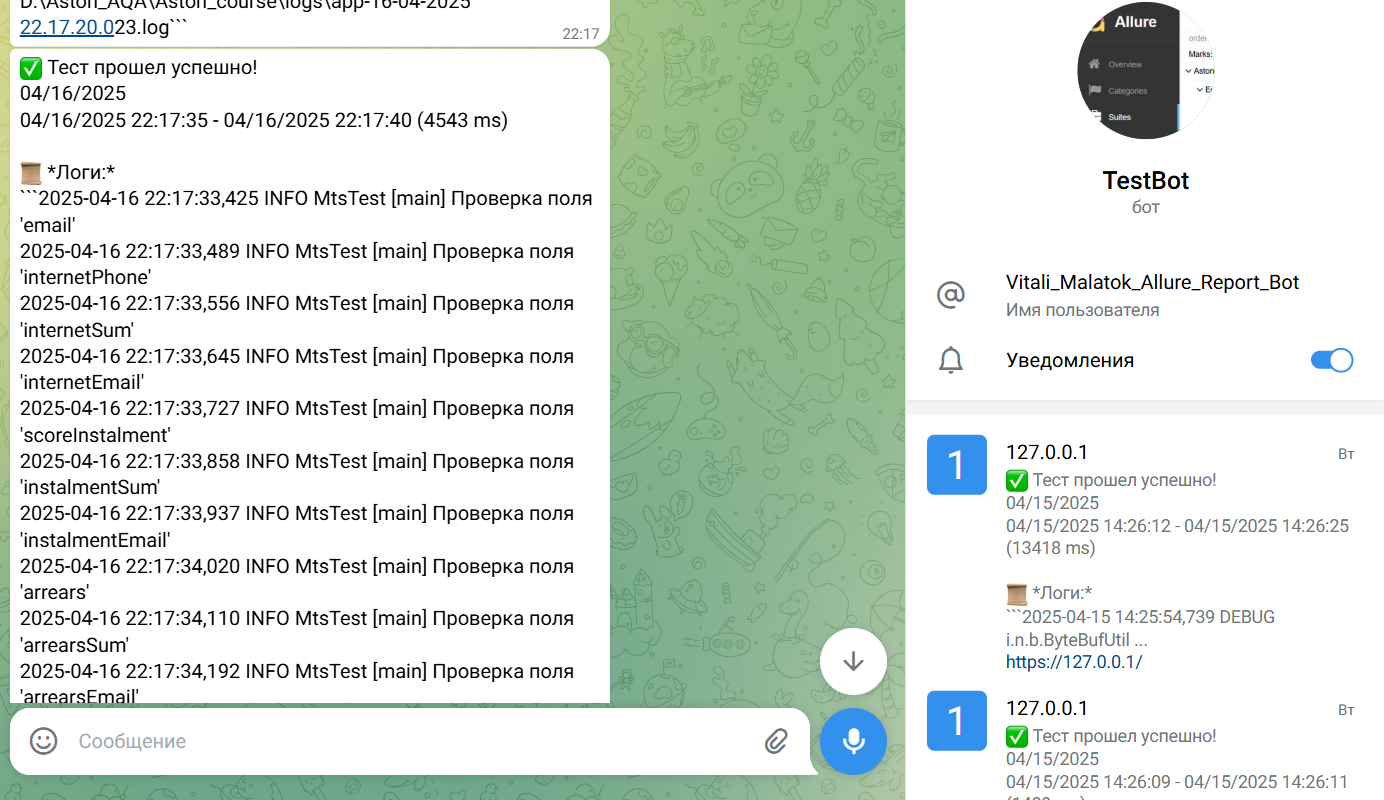 D:\Aston_AQA\Aston_course\logs\app-16-04-2025
22.17.20.023.log```
22:17
✅ Тест прошел успешно!
04/16/2025
04/16/2025 22:17:35 - 04/16/2025 22:17:40 (4543 ms)
📜 *Логи:*
```2025-04-16 22:17:33,425 INFO MtsTest [main] Проверка поля
'email'
2025-04-16 22:17:33,489 INFO MtsTest [main] Проверка поля
'internetPhone'
2025-04-16 22:17:33,556 INFO MtsTest [main] Проверка поля
'internetSum'
2025-04-16 22:17:33,645 INFO MtsTest [main] Проверка поля
'internetEmail'
2025-04-16 22:17:33,727 INFO MtsTest [main] Проверка поля
'scoreInstalment'
2025-04-16 22:17:33,858 INFO MtsTest [main] Проверка поля
'instalmentSum'
2025-04-16 22:17:33,937 INFO MtsTest [main] Проверка поля
'instalmentEmail'
2025-04-16 22:17:34,020 INFO MtsTest [main] Проверка поля
'arrears'
2025-04-16 22:17:34,110 INFO MtsTest [main] Проверка поля
'arrearsSum'
2025-04-16 22:17:34,192 INFO MtsTest [main] Проверка поля
'arrearsEmail'
Сообщение
Allure
Overview
Categories
Suites
order
Marks:
Aston
TestBot
бот
Vitali_Malatok_Allure_Report_Bot
Имя пользователя
Уведомления
1
127.0.0.1
Вт
✅ Тест прошел успешно!
04/15/2025
04/15/2025 14:26:12 - 04/15/2025 14:26:25
(13418 ms)
📜 *Логи:*
```2025-04-15 14:25:54,739 DEBUG
i.n.b.ByteBufUtil ...
https://127.0.0.1/
1
127.0.0.1
Вт
✅ Тест прошел успешно!
04/15/2025
04/15/2025 14:26:09 - 04/15/2025 14:26:11